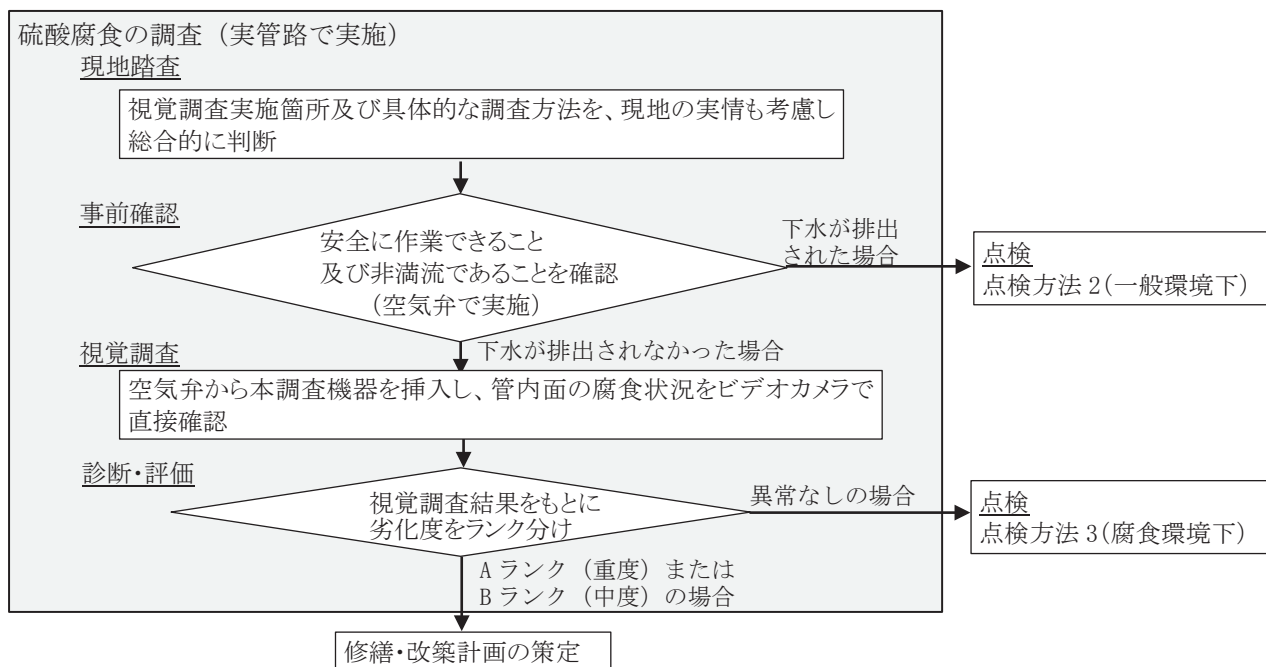 硫酸腐食の調査（実管路で実施）
現地踏査
視覚調査実施箇所及び具体的な調査方法を、現地の実情も考慮し
総合的に判断
事前確認
安全に作業できること
及び非満流であることを確認
(空気弁で実施)
下水が排出
された場合
点検
点検方法 2(一般環境下)
下水が排出されなかった場合
視覚調査
空気弁から本調査機器を挿入し、管内面の腐食状況をビデオカメラで
直接確認
診断・評価
視覚調査結果をもとに
劣化度をランク分け
異常なしの場合
点検
点検方法 3(腐食環境下)
A ランク（重度）または
B ランク（中度）の場合
修繕・改築計画の策定